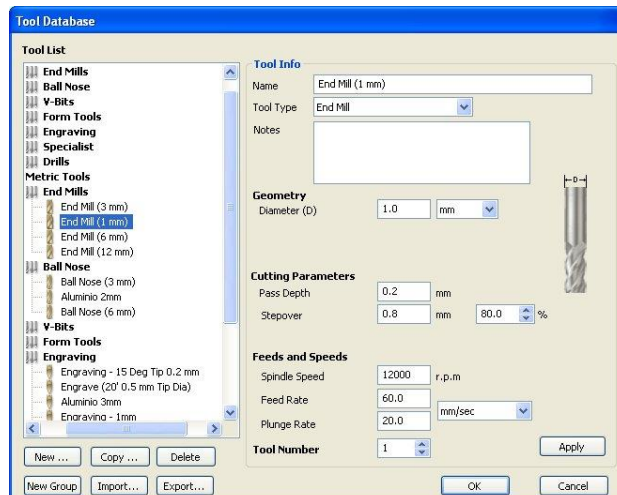 Tool Database
Tool List
End Mills
Ball Nose
V-Bits
Form Tools
Engraving
Specialist
Drills
Metric Tools
End Mills
End Mill (3 mm)
End Mill (1 mm)
End Mill (6 mm)
End Mill (12 mm)
Ball Nose
Ball Nose (3 mm)
Aluminio 2mm
Ball Nose (6 mm)
V-Bits
Form Tools
Engraving
Engraving - 15 Deg Tip 0.2 mm
Engrave (20' 0.5 mm Tip Dia)
Aluminio 3mm
Engraving - 1mm
New ... Copy ... Delete
New Group Import... Export...
Tool Info
Name End Mill (1 mm)
Tool Type End Mill
Notes
D
Geometry
Diameter (D) 1.0 mm
Cutting Parameters
Pass Depth 0.2 mm
Stepover 0.8 mm 80.0 %
Feeds and Speeds
Spindle Speed 12000 r.p.m
Feed Rate 60.0
mm/sec
Plunge Rate 20.0
Tool Number 1
Apply
OK Cancel